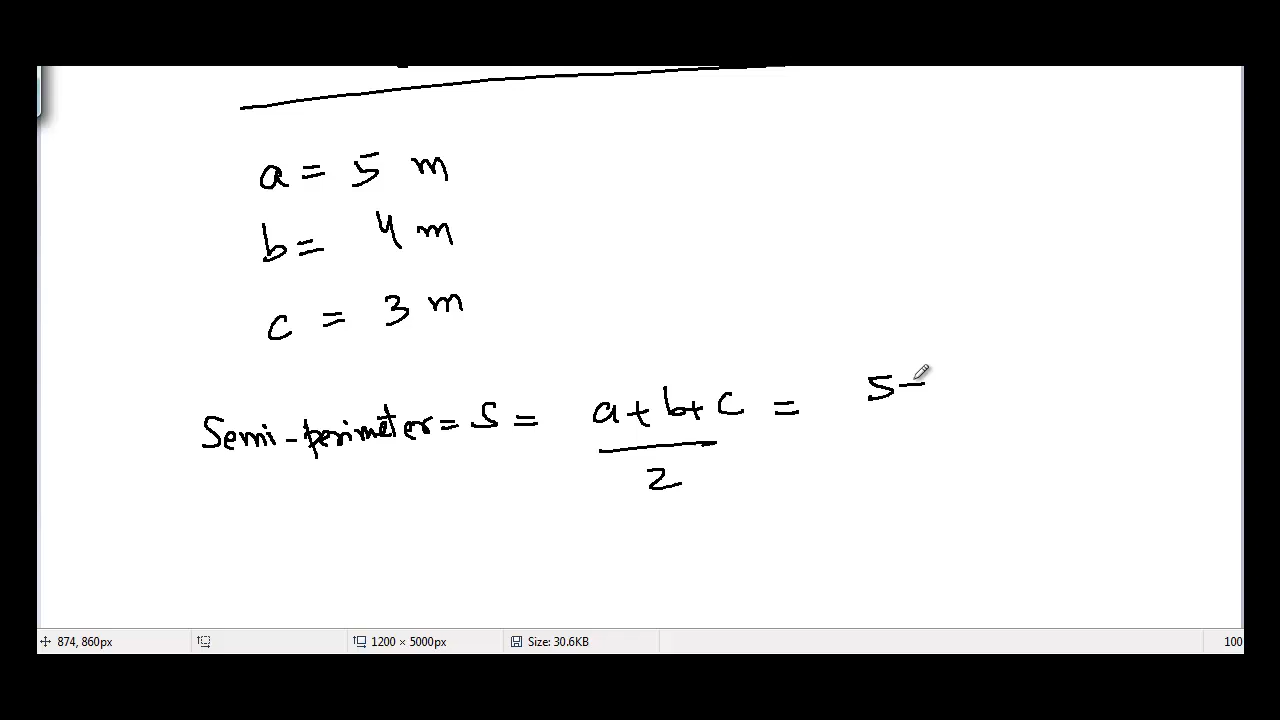 a = 5 m
b = 4 m
c = 3 m
Semi-perimeter = S = a+b+c = 5-
2
874, 860px
1200 × 5000px
Size: 30.6KB
100